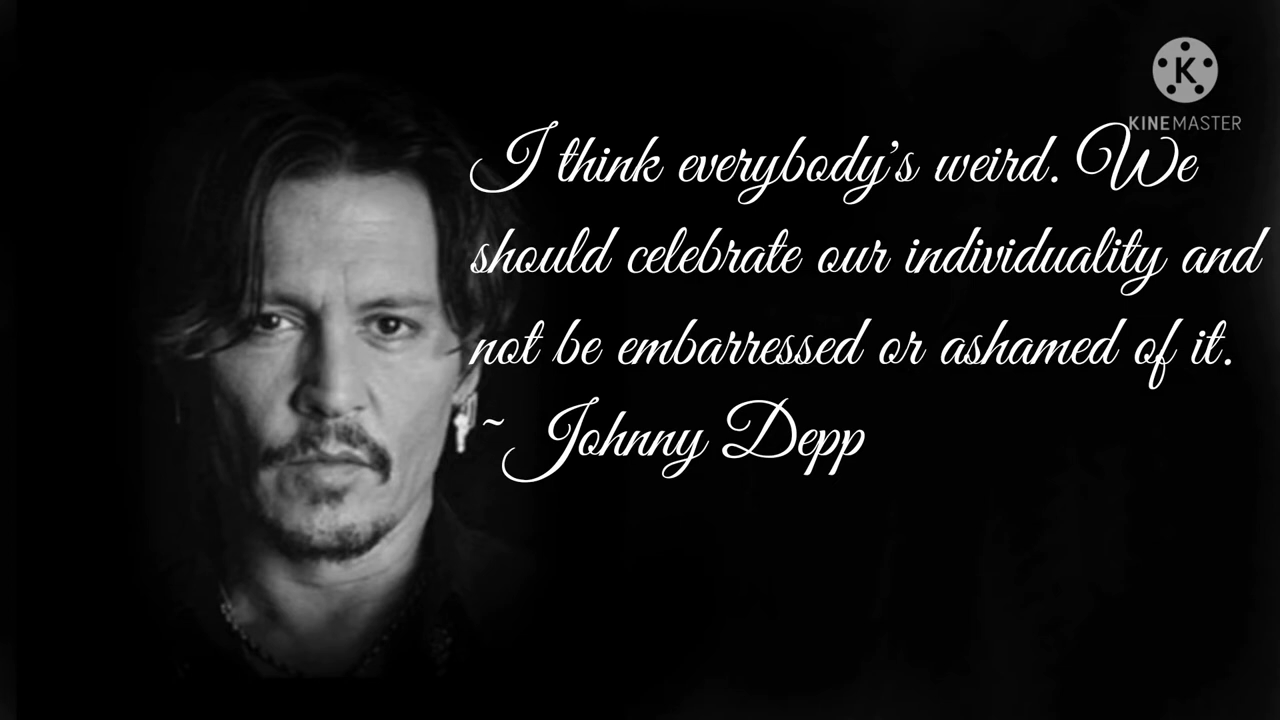 K
KINEMASTER
I think everybody's weird. We
should celebrate our individuality and
not be embarressed or ashamed of it.
~ Johnny Depp